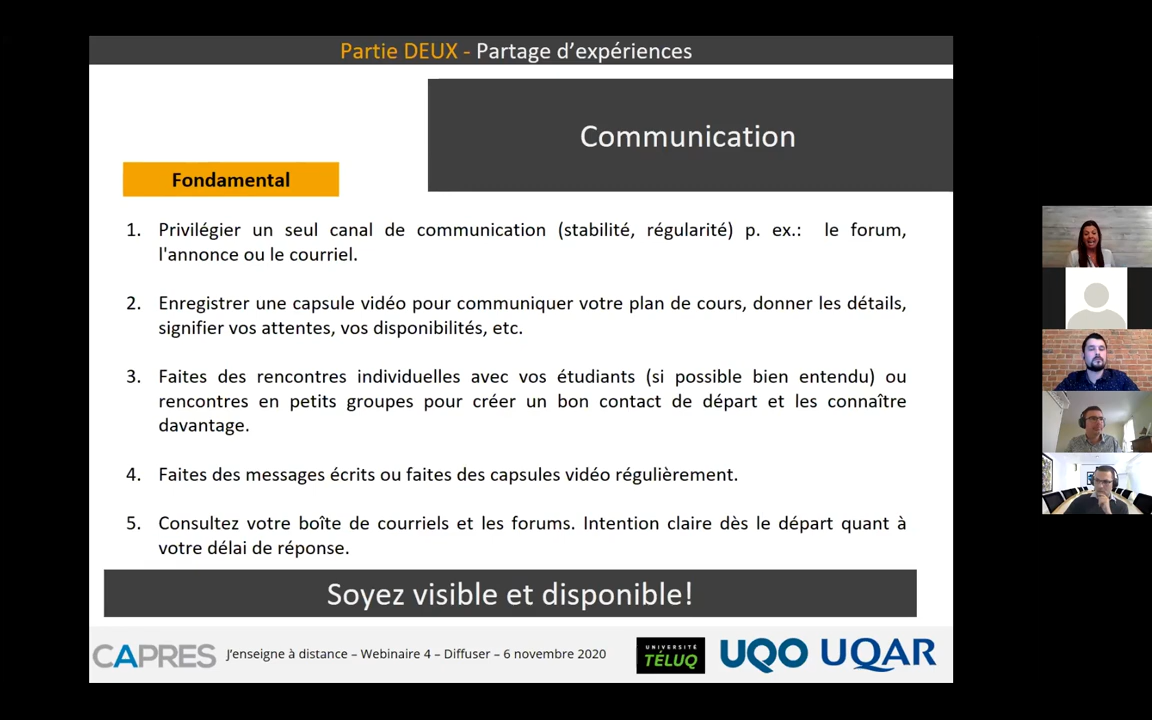 Partie DEUX - Partage d’expériences
Communication
Fondamental
1. Privilégier un seul canal de communication (stabilité, régularité) p. ex.: le forum,
l'annonce ou le courriel.
2. Enregistrer une capsule vidéo pour communiquer votre plan de cours, donner les détails,
signifier vos attentes, vos disponibilités, etc.
3. Faites des rencontres individuelles avec vos étudiants (si possible bien entendu) ou
rencontres en petits groupes pour créer un bon contact de départ et les connaître
davantage.
4. Faites des messages écrits ou faites des capsules vidéo régulièrement.
5. Consultez votre boîte de courriels et les forums. Intention claire dès le départ quant à
votre délai de réponse.
Soyez visible et disponible!
CAPRES
J’enseigne à distance – Webinaire 4 – Diffuser – 6 novembre 2020
UNIVERSITÉ
TÉLUQ
UQO
UQAR